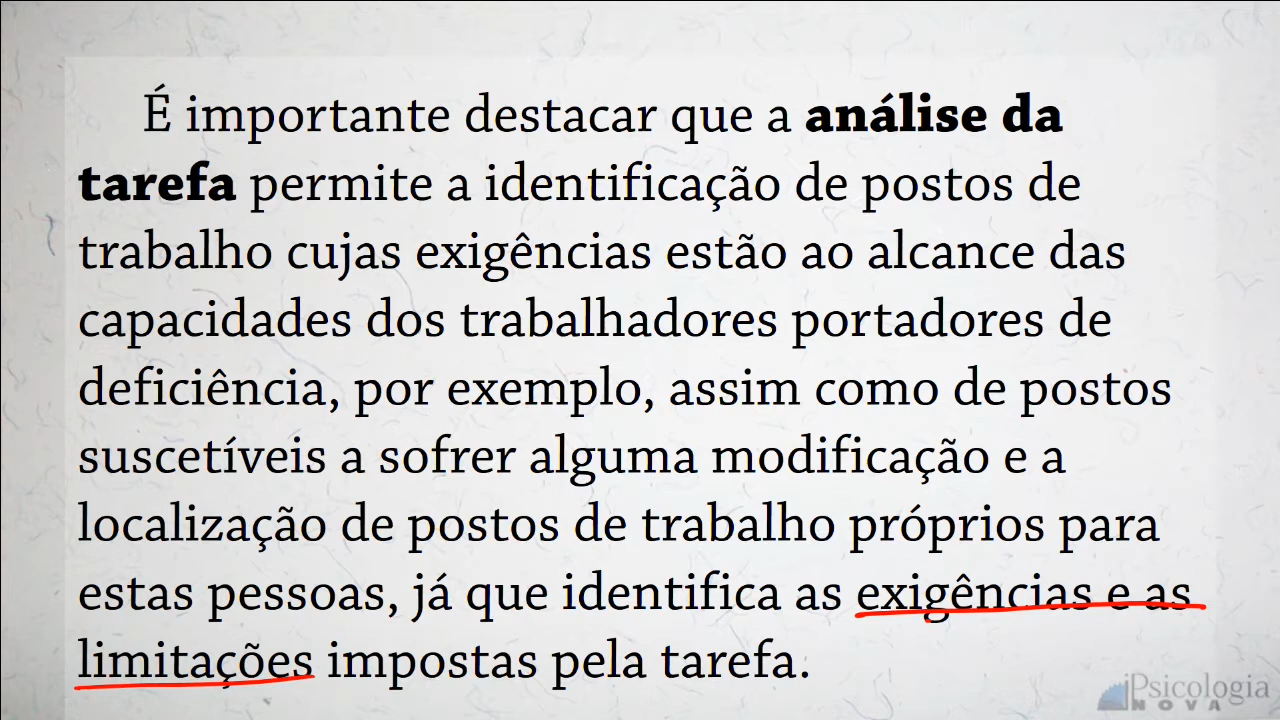 É importante destacar que a análise da
tarefa permite a identificação de postos de
trabalho cujas exigências estão ao alcance das
capacidades dos trabalhadores portadores de
deficiência, por exemplo, assim como de postos
suscetíveis a sofrer alguma modificação e a
localização de postos de trabalho próprios para
estas pessoas, já que identifica as exigências e as
limitações impostas pela tarefa.
Psicologia
NOVA